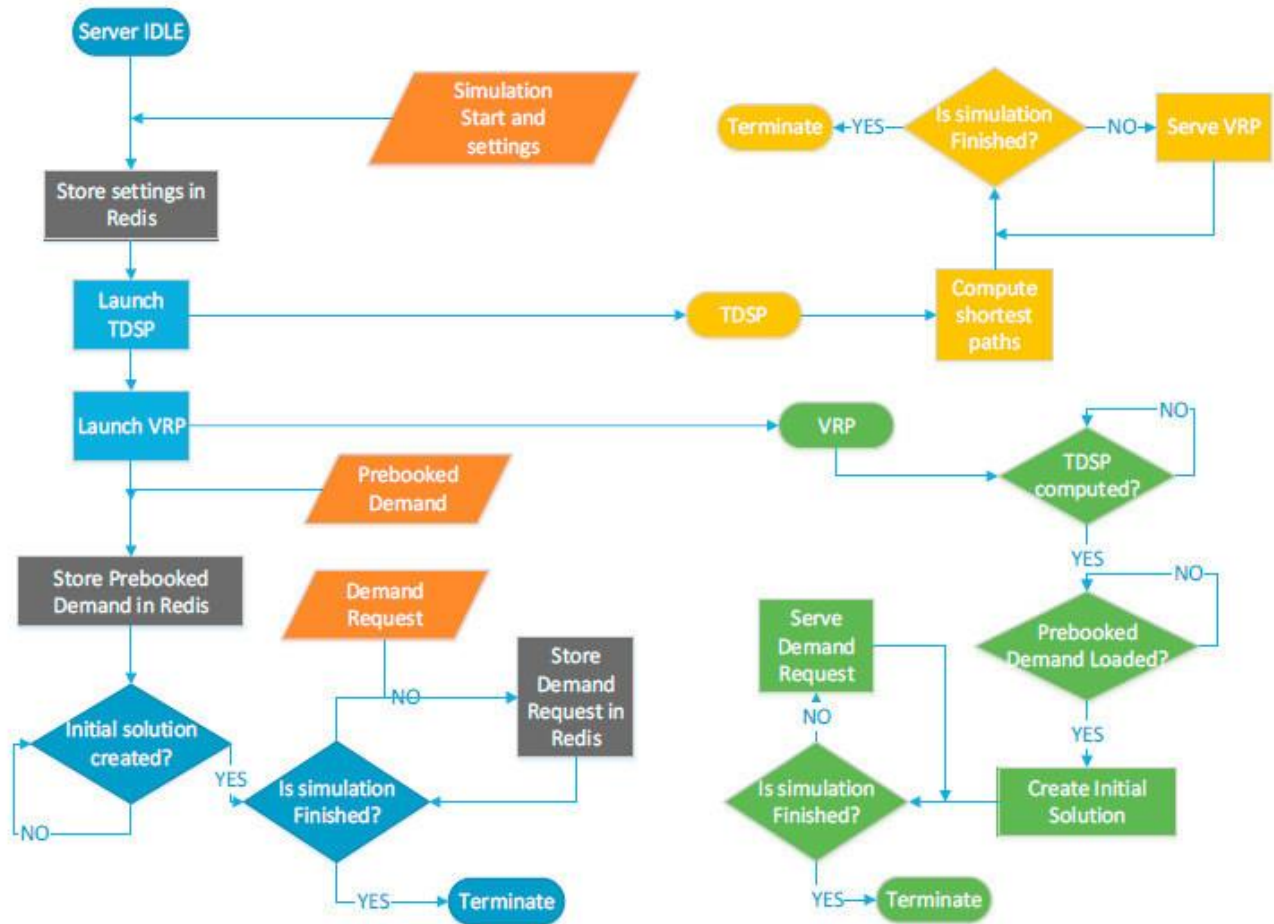 Server IDLE
Simulation
Start and
settings
Store settings in
Redis
Launch
TDSP
Launch VRP
Prebooked
Demand
Store Prebooked
Demand in Redis
Demand
Request
Initial solution
created?
NO
YES
Is simulation
Finished?
NO
Store
Demand
Request in
Redis
YES
Terminate
Terminate
YES
Is simulation
Finished?
NO
Serve VRP
TDSP
Compute
shortest
paths
VRP
TDSP
computed?
NO
YES
Prebooked
Demand Loaded?
NO
YES
Create Initial
Solution
Serve
Demand
Request
NO
Is simulation
Finished?
YES
Terminate